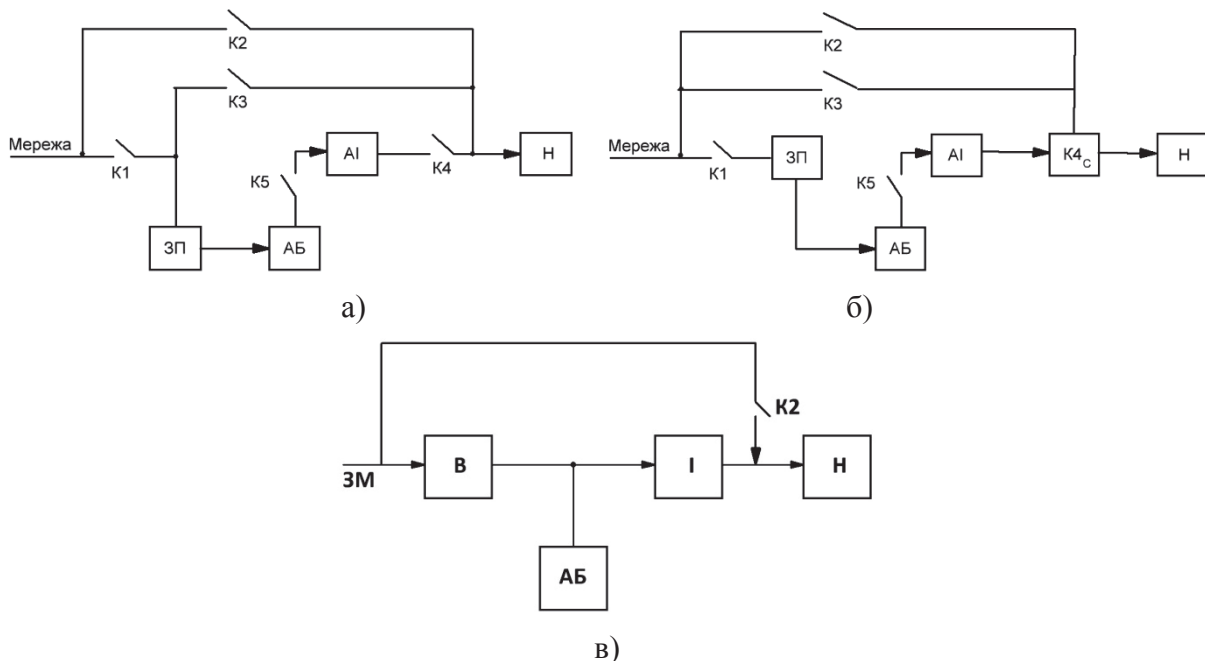 К2
К3
Мережа
К1
К5
АІ
К4
Н
ЗП
АБ
а)
К2
К3
Мережа
К1
ЗП
К5
АІ
К4С
Н
АБ
б)
К2
ЗМ
В
І
Н
АБ
в)